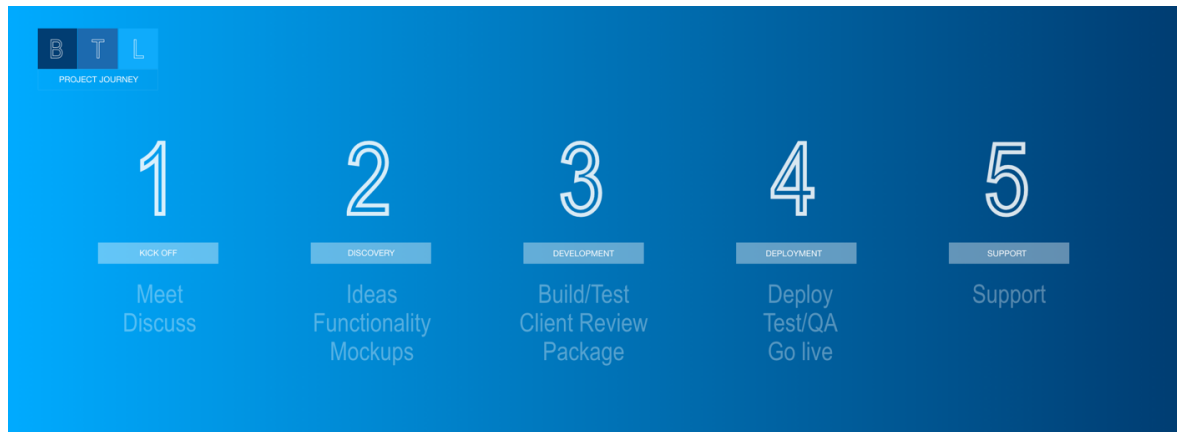 B T L
PROJECT JOURNEY
1
KICK OFF
Meet
Discuss
2
DISCOVERY
Ideas
Functionality
Mockups
3
DEVELOPMENT
Build/Test
Client Review
Package
4
DEPLOYMENT
Deploy
Test/QA
Go live
5
SUPPORT
Support